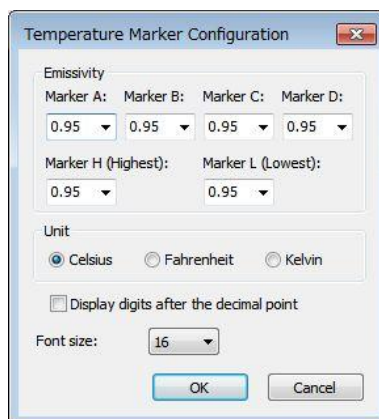 Temperature Marker Configuration
Emissivity
Marker A: Marker B: Marker C: Marker D:
0.95 0.95 0.95 0.95
Marker H (Highest): Marker L (Lowest):
0.95 0.95
Unit
Celsius Fahrenheit Kelvin
Display digits after the decimal point
Font size: 16
OK Cancel